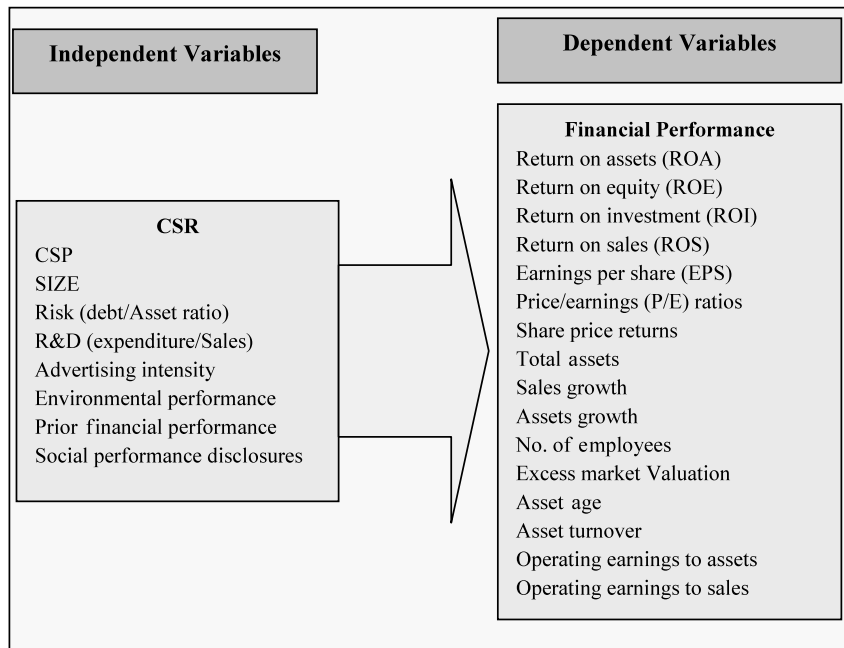 Independent Variables
Dependent Variables
CSR
CSP
SIZE
Risk (debt/Asset ratio)
R&D (expenditure/Sales)
Advertising intensity
Environmental performance
Prior financial performance
Social performance disclosures
Financial Performance
Return on assets (ROA)
Return on equity (ROE)
Return on investment (ROI)
Return on sales (ROS)
Earnings per share (EPS)
Price/earnings (P/E) ratios
Share price returns
Total assets
Sales growth
Assets growth
No. of employees
Excess market Valuation
Asset age
Asset turnover
Operating earnings to assets
Operating earnings to sales